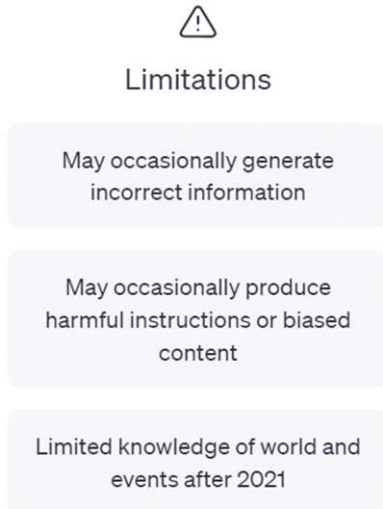 Limitations
May occasionally generate
incorrect information
May occasionally produce
harmful instructions or biased
content
Limited knowledge of world and
events after 2021